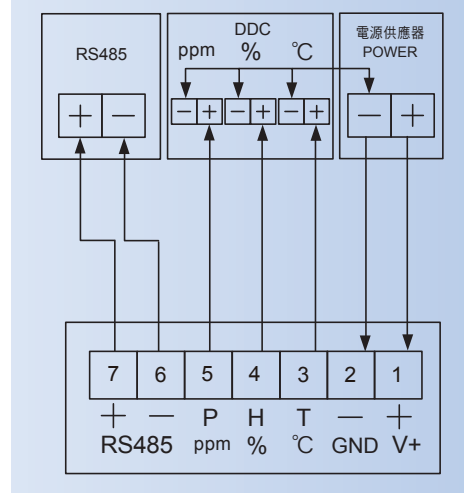 RS485
DDC
ppm % ℃
電源供應器
POWER
+ −
− + − + − +
− +
7 6 5 4 3 2 1
+ − P H T − +
RS485 ppm % ℃ GND V+